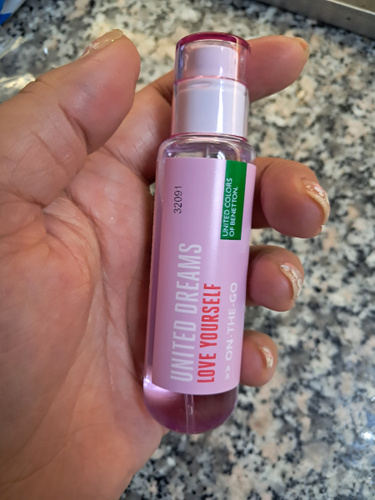 32091
UNITED COLORS
OF BENETTON.
UNITED DREAMS
LOVE YOURSELF
>> ON-THE-GO